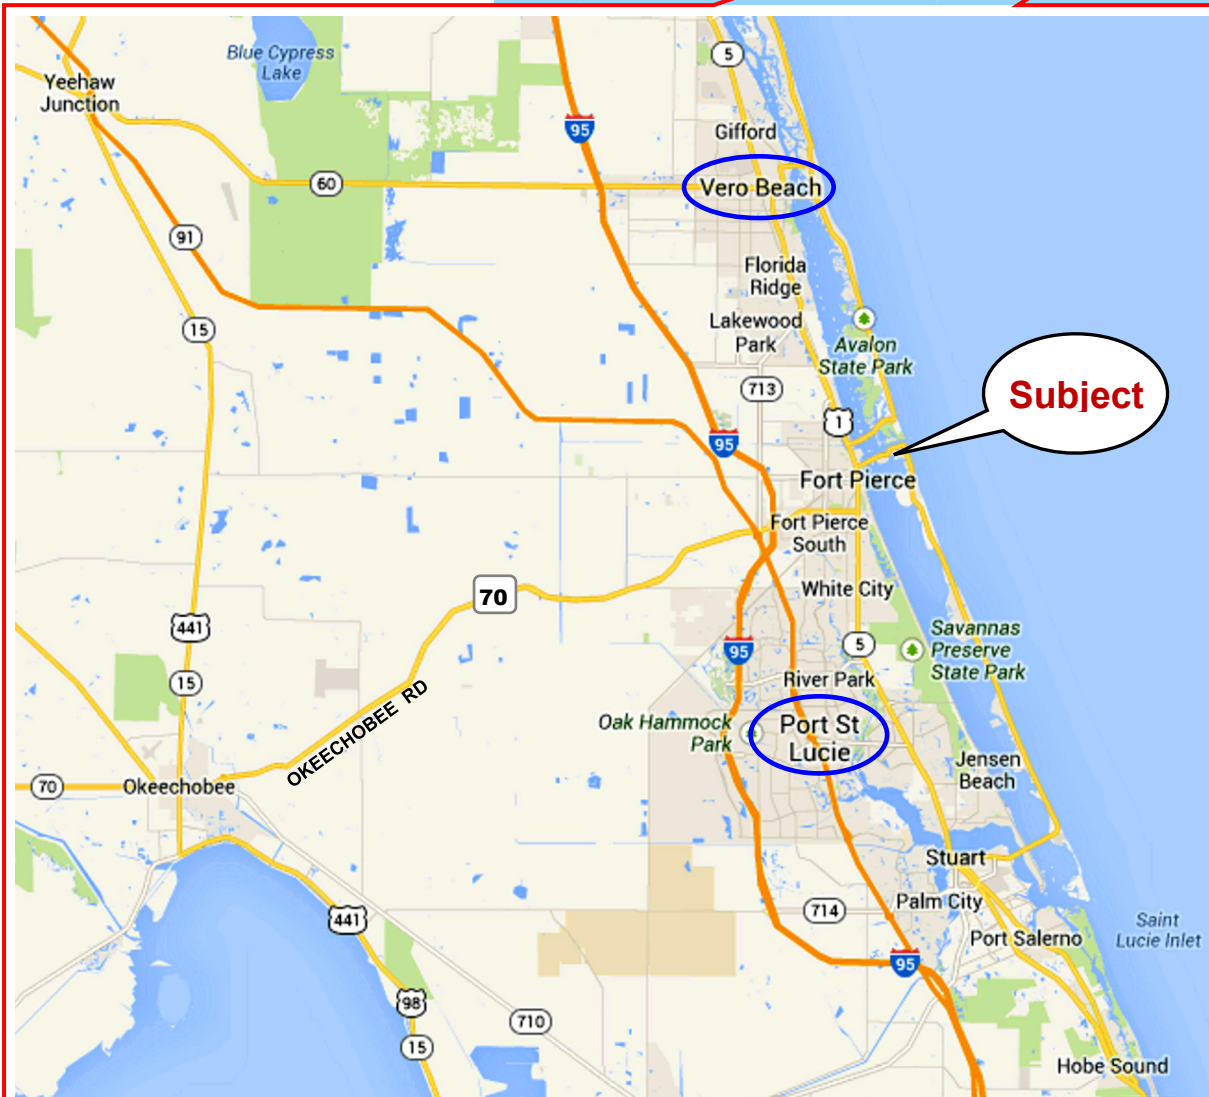 5
Blue Cypress
Lake
Yeehaw
Junction
95
Gifford
60
Vero Beach
91
Florida
Ridge
15
Lakewood
Park
Avalon
State Park
713
Subject
1
95
Fort Pierce
Fort Pierce
South
70
White City
441
Savannas
Preserve
State Park
5
95
15
River Park
OKEECHOBEE RD
Oak Hammock
Park
Port St
Lucie
70
Okeechobee
Jensen
Beach
Stuart
Palm City
714
441
Port Salerno
Saint
Lucie Inlet
95
98
710
15
Hobe Sound